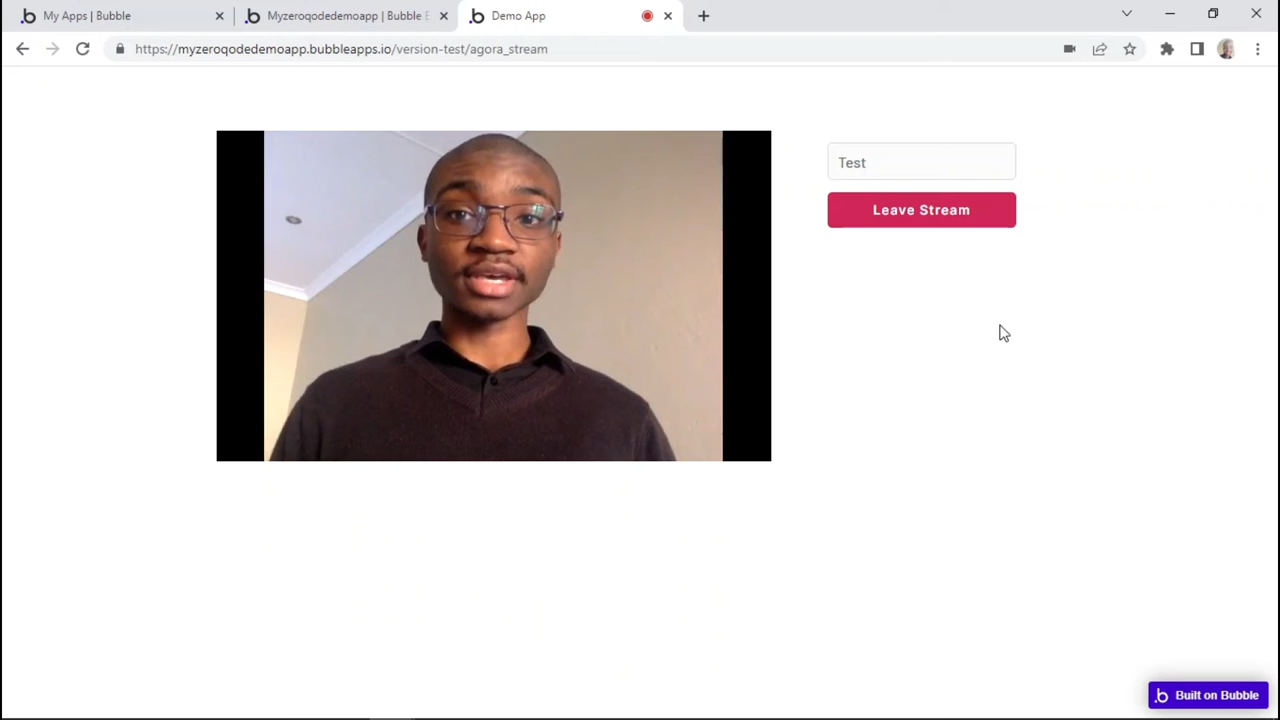 My Apps | Bubble
Myzeroqodedemoapp | Bubble E
Demo App
https://myzeroqodedemoapp.bubbleapps.io/version-test/agora_stream
Test
Leave Stream
Built on Bubble